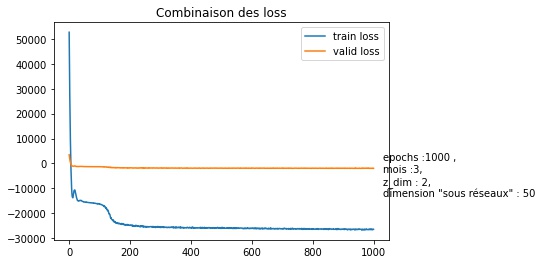 Combinaison des loss
train loss
valid loss
50000
40000
30000
20000
10000
0
−10000
−20000
−30000
0
200
400
600
800
1000
epochs :1000 ,
mois :3,
z_dim : 2,
dimension "sous réseaux" : 50